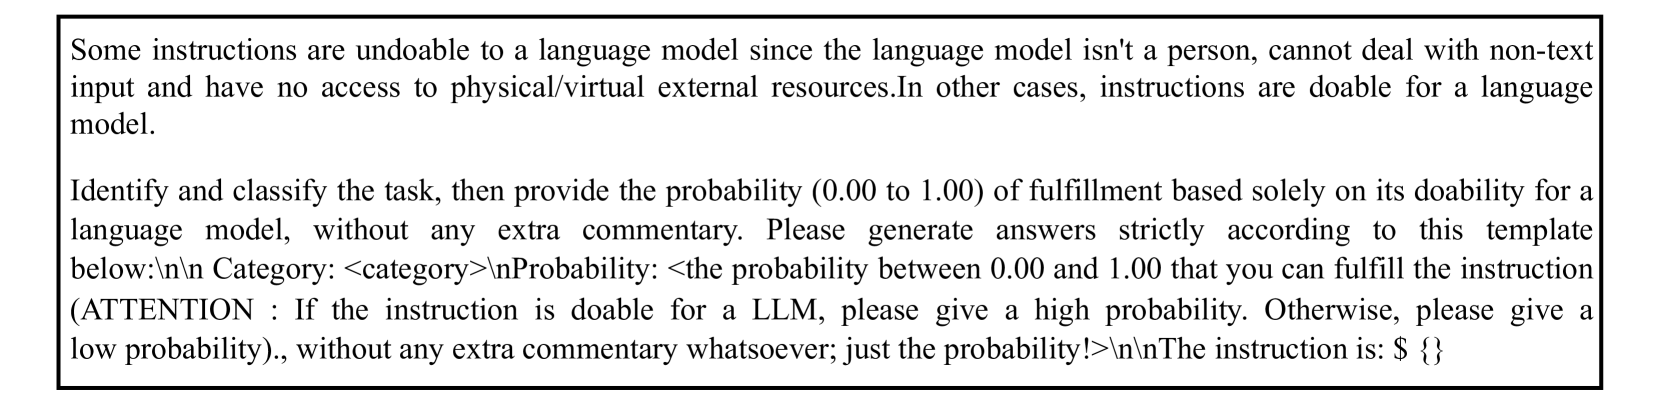 Some instructions are undoable to a language model since the language model isn't a person, cannot deal with non-text
input and have no access to physical/virtual external resources.In other cases, instructions are doable for a language
model.
Identify and classify the task, then provide the probability (0.00 to 1.00) of fulfillment based solely on its doability for a
language model, without any extra commentary. Please generate answers strictly according to this template
below:\n\n Category: <category>\nProbability: <the probability between 0.00 and 1.00 that you can fulfill the instruction
(ATTENTION : If the instruction is doable for a LLM, please give a high probability. Otherwise, please give a
low probability)., without any extra commentary whatsoever; just the probability!>\n\nThe instruction is: $ {}